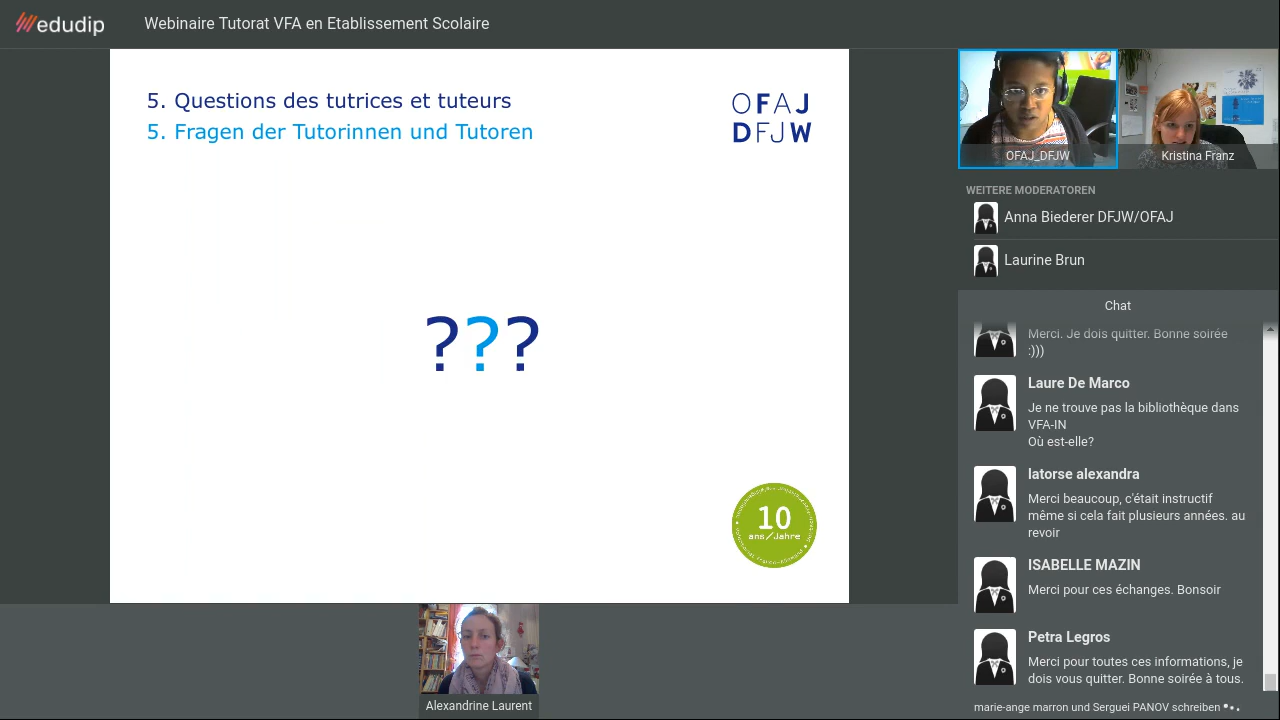 edudip
Webinaire Tutorat VFA en Etablissement Scolaire
5. Questions des tutrices et tuteurs
5. Fragen der Tutorinnen und Tutoren
OFAJ
DFJW
???
10
ans/Jahre
OFAJ_DFJW
Kristina Franz
WEITERE MODERATOREN
Anna Biederer DFJW/OFAJ
Laurine Brun
Chat
Merci. Je dois quitter. Bonne soirée
:)))
Laure De Marco
Je ne trouve pas la bibliothèque dans
VFA-IN
Où est-elle?
latorse alexandra
Merci beaucoup, c'était instructif
même si cela fait plusieurs années. au
revoir
ISABELLE MAZIN
Merci pour ces échanges. Bonsoir
Petra Legros
Merci pour toutes ces informations, je
dois vous quitter. Bonne soirée à tous.
marie-ange marron und Serguei PANOV schreiben
Alexandrine Laurent